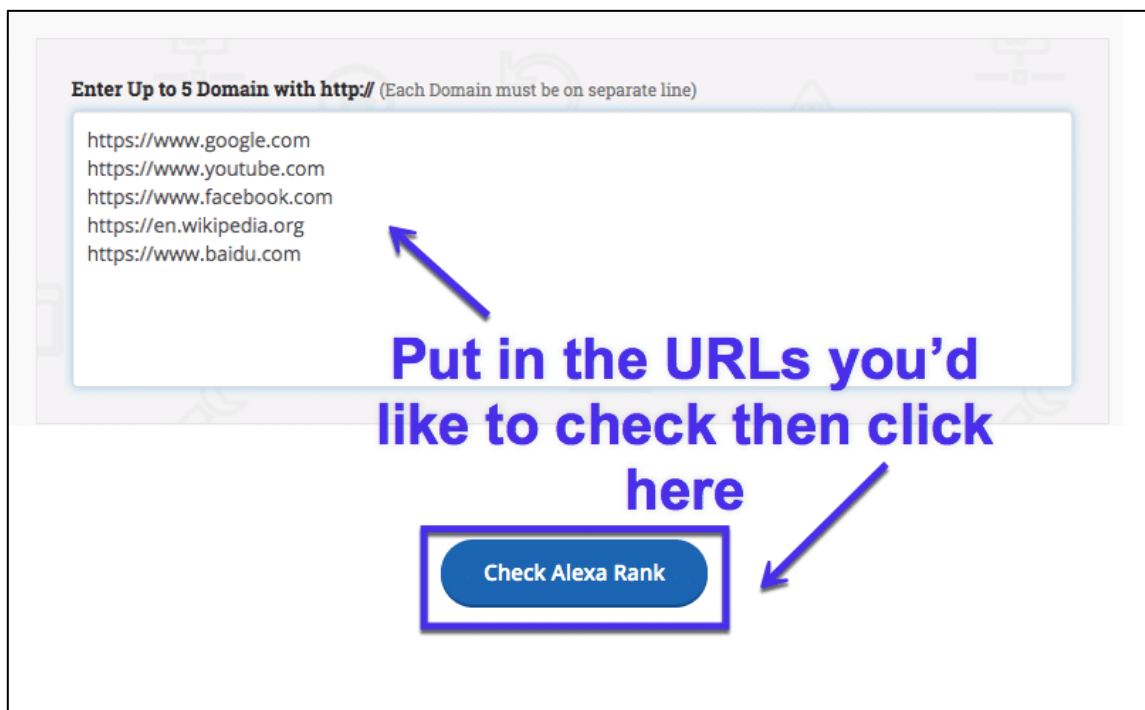 Enter Up to 5 Domain with http:// (Each Domain must be on separate line)
https://www.google.com
https://www.youtube.com
https://www.facebook.com
https://en.wikipedia.org
https://www.baidu.com
Put in the URLs you’d
like to check then click
here
Check Alexa Rank